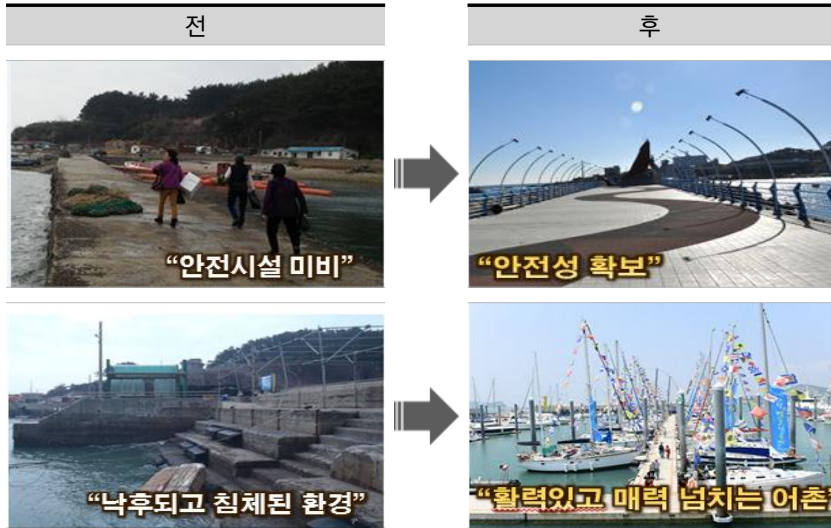 전
후
“안전시설 미비”
“안전성 확보”
“낙후되고 침체된 환경”
“활력있고 매력 넘치는 어촌